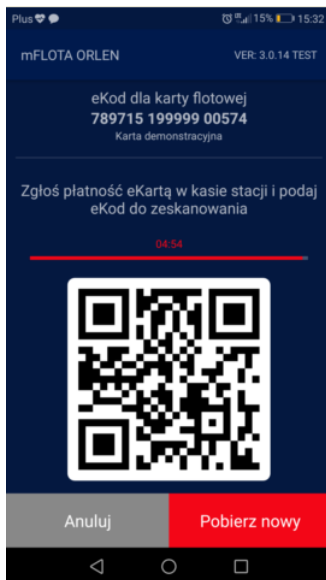 Plus 15% 15:32
mFLOTA ORLEN VER: 3.0.14 TEST
eKod dla karty flotowej
789715 199999 00574
Karta demonstracyjna
Zgłoś płatność eKartą w kasie stacji i podaj
eKod do zeskanowania
04:54
Anuluj Pobierz nowy